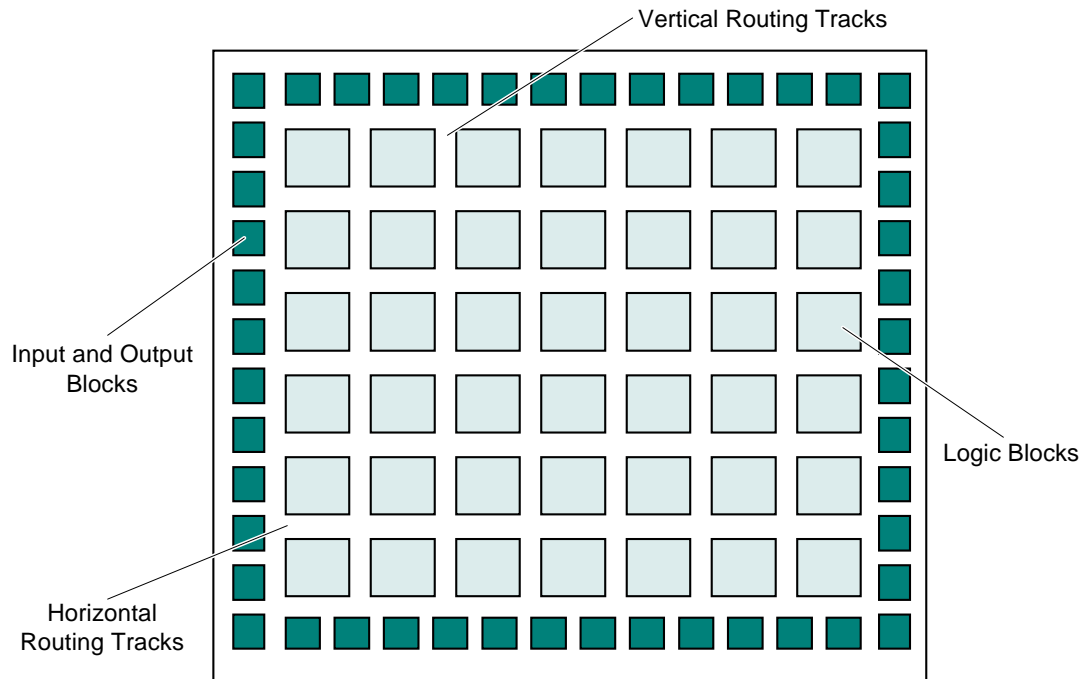 Vertical Routing Tracks
Input and Output
Blocks
Logic Blocks
Horizontal
Routing Tracks